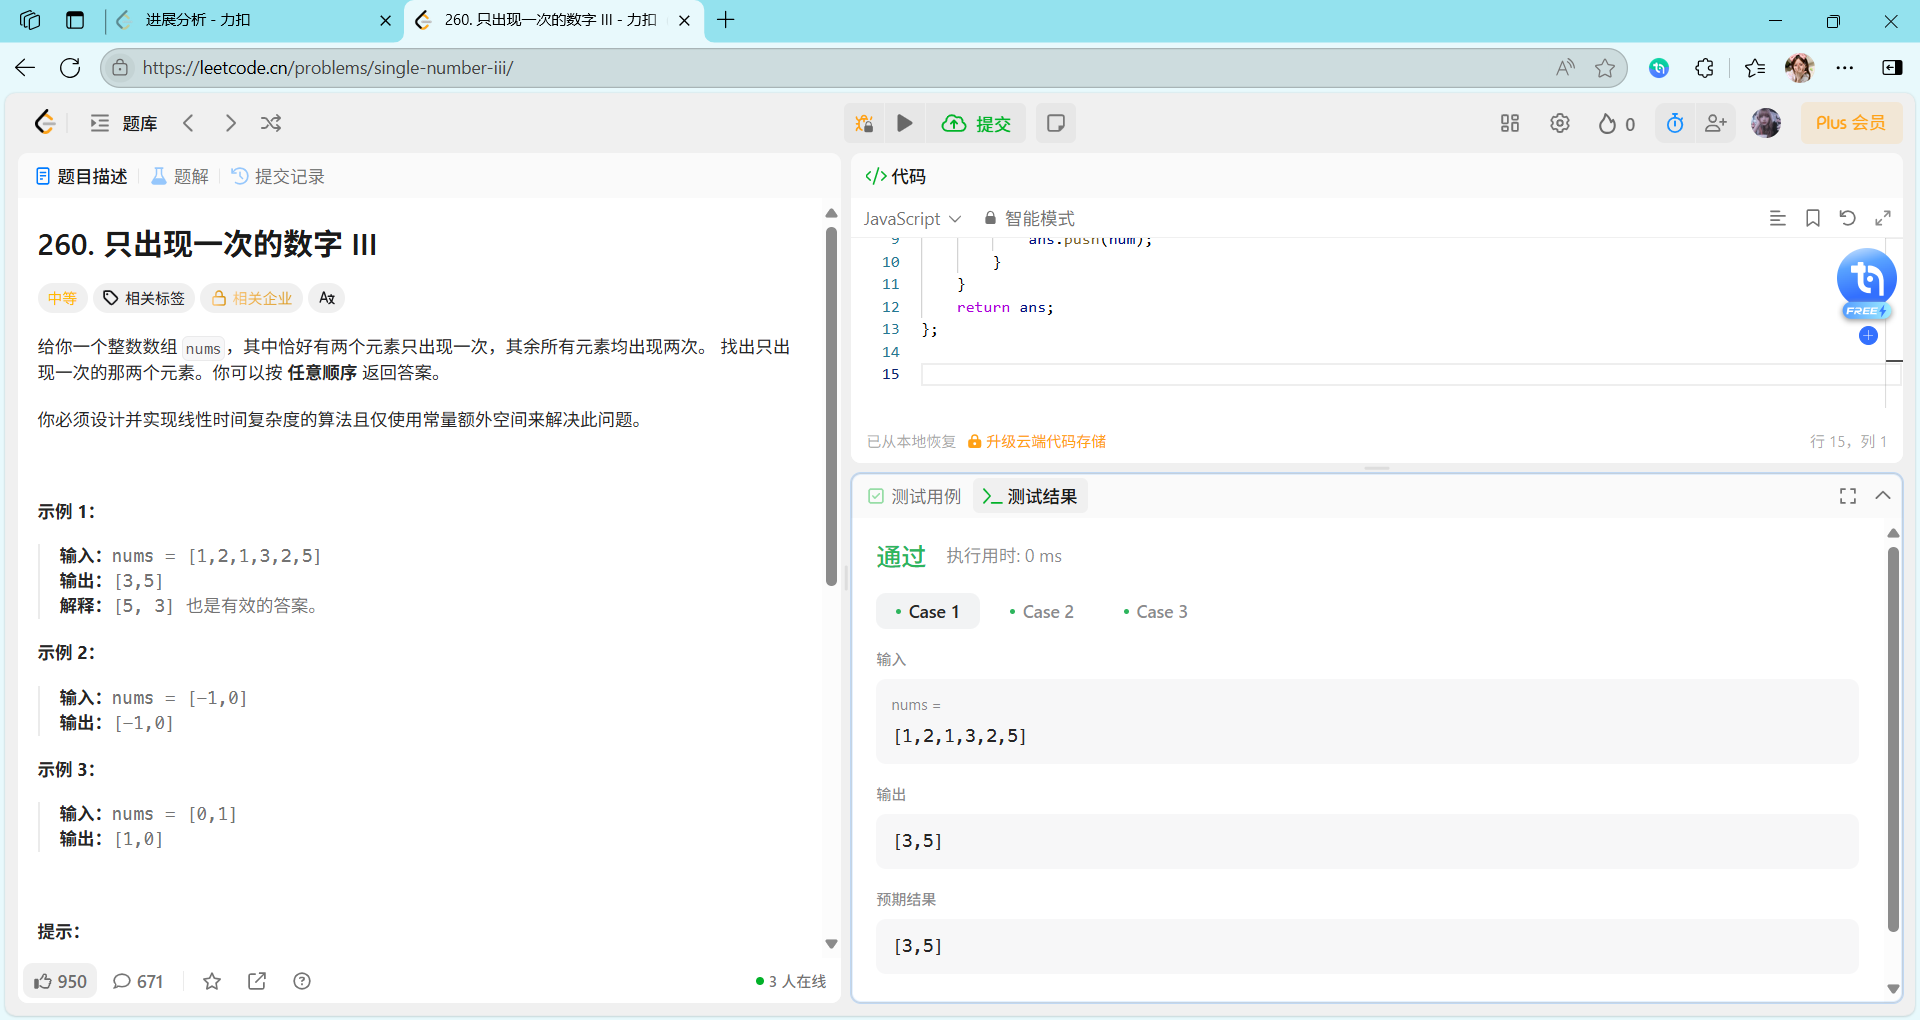 进展分析 - 力扣
260. 只出现一次的数字 III - 力扣
https://leetcode.cn/problems/single-number-iii/
题库
提交
0
Plus 会员
题目描述
题解
提交记录
260. 只出现一次的数字 III
中等
相关标签
相关企业
给你一个整数数组 nums，其中恰好有两个元素只出现一次，其余所有元素均出现两次。 找出只出
现一次的那两个元素。你可以按 任意顺序 返回答案。
你必须设计并实现线性时间复杂度的算法且仅使用常量额外空间来解决此问题。
示例 1：
输入：nums = [1,2,1,3,2,5]
输出：[3,5]
解释：[5, 3] 也是有效的答案。
示例 2：
输入：nums = [-1,0]
输出：[-1,0]
示例 3：
输入：nums = [0,1]
输出：[1,0]
提示：
950
671
3 人在线
代码
JavaScript
智能模式
9 ans.push(num);
10 }
11 }
12 return ans;
13 };
14
15
FREE
已从本地恢复
升级云端代码存储
行 15，列 1
测试用例
测试结果
通过
执行用时: 0 ms
Case 1
Case 2
Case 3
输入
nums =
[1,2,1,3,2,5]
输出
[3,5]
预期结果
[3,5]